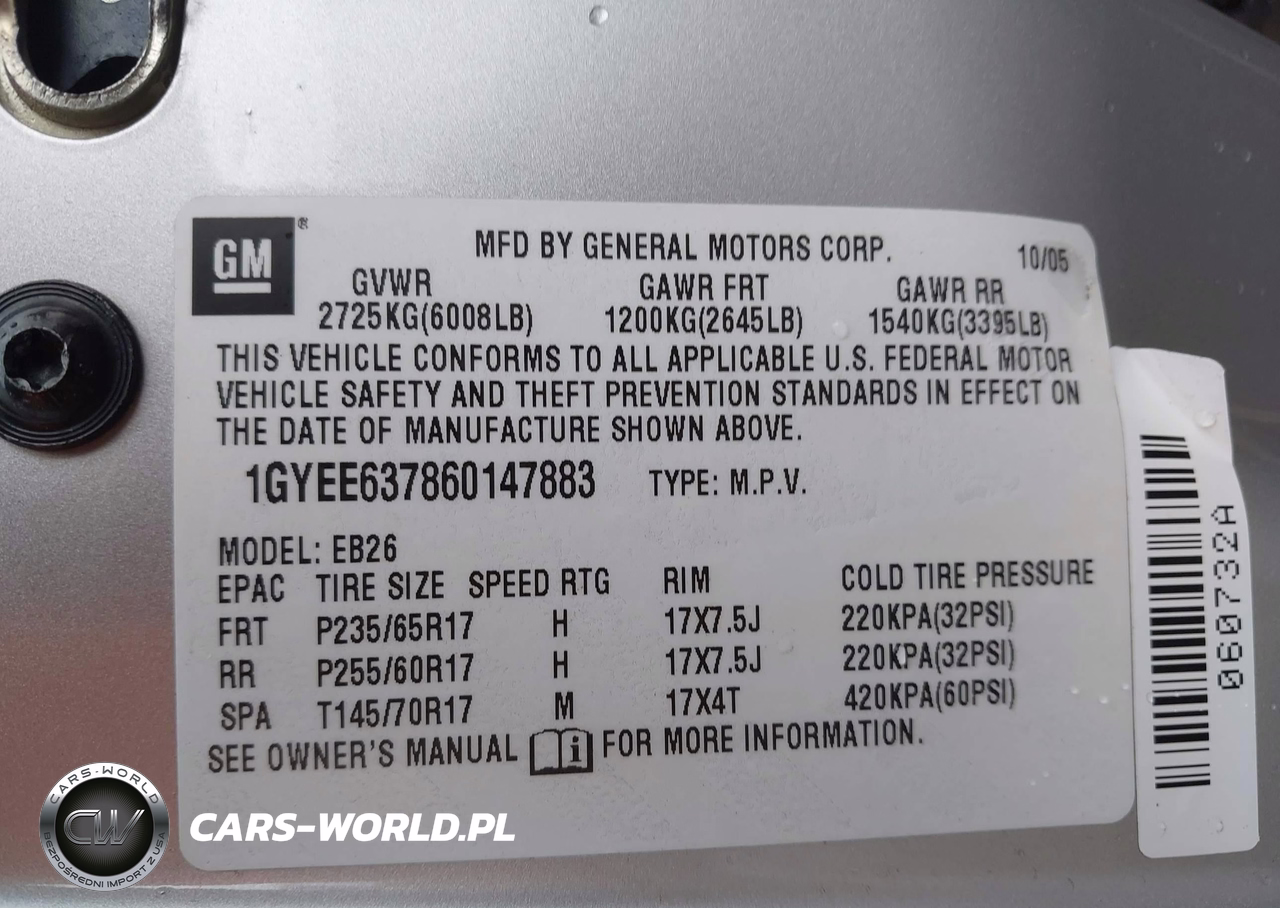 GM ®
MFD BY GENERAL MOTORS CORP. 10/05
GVWR GAWR FRT GAWR RR
2725KG(6008LB) 1200KG(2645LB) 1540KG(3395LB)
THIS VEHICLE CONFORMS TO ALL APPLICABLE U.S. FEDERAL MOTOR
VEHICLE SAFETY AND THEFT PREVENTION STANDARDS IN EFFECT ON
THE DATE OF MANUFACTURE SHOWN ABOVE.
1GYEE637860147883 TYPE: M.P.V.
MODEL: EB26
EPAC TIRE SIZE SPEED RTG RIM COLD TIRE PRESSURE
FRT P235/65R17 H 17X7.5J 220KPA(32PSI)
RR P255/60R17 H 17X7.5J 220KPA(32PSI)
SPA T145/70R17 M 17X4T 420KPA(60PSI)
SEE OWNER'S MANUAL i FOR MORE INFORMATION.
060732A
CARS-WORLD
CW
BEZPOŚREDNI IMPORT Z USA
CARS-WORLD.PL